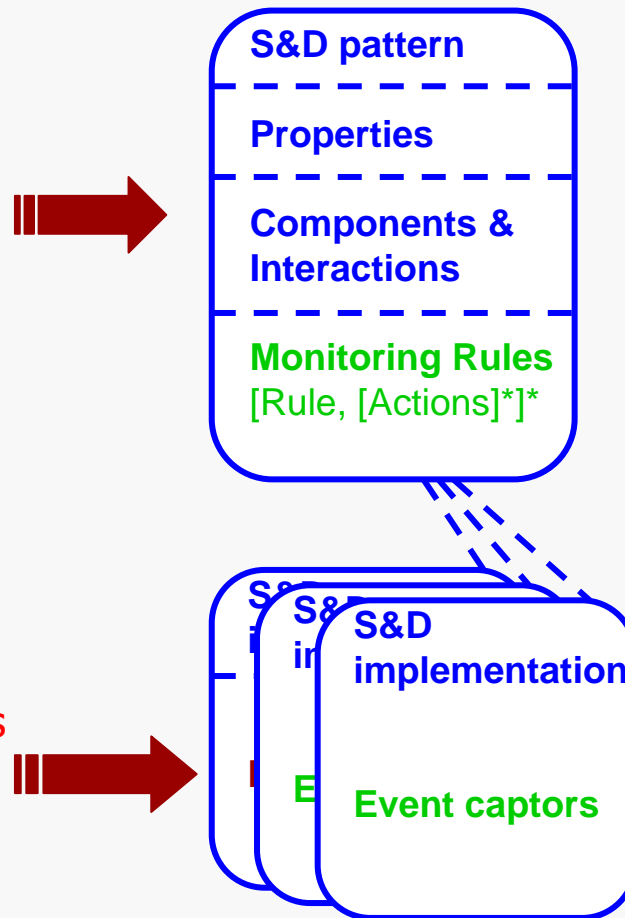 S&D pattern
Properties
Components &
Interactions
Monitoring Rules
[Rule, [Actions]*]*
S&D
implementation
Event captors